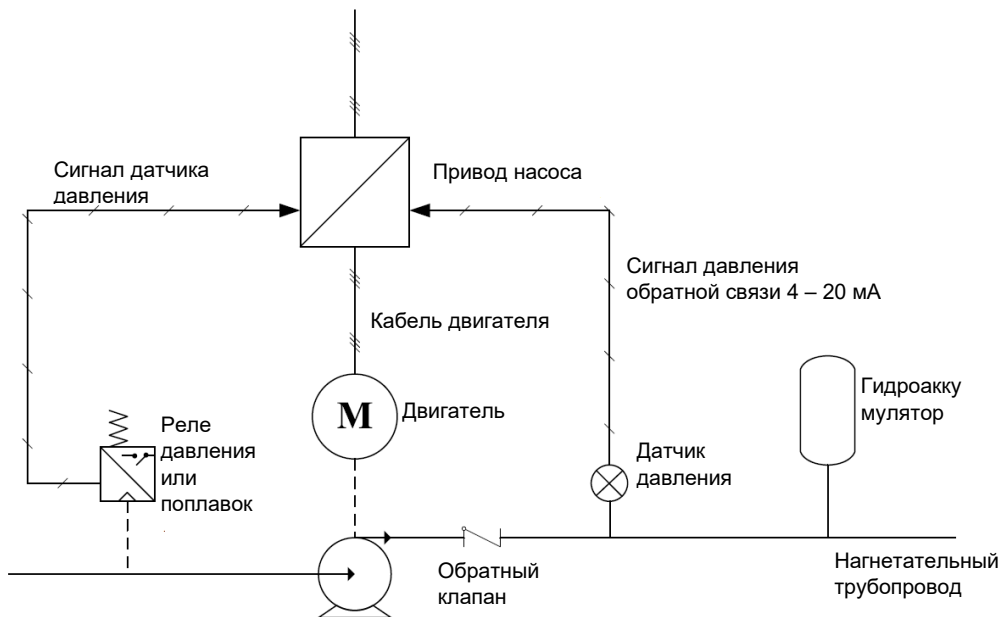 Сигнал датчика
давления
Привод насоса
Сигнал давления
обратной связи 4 – 20 мА
Кабель двигателя
М
Двигатель
Гидроакку
мулятор
Реле
давления
или
поплавок
Датчик
давления
Обратный
клапан
Нагнетательный
трубопровод